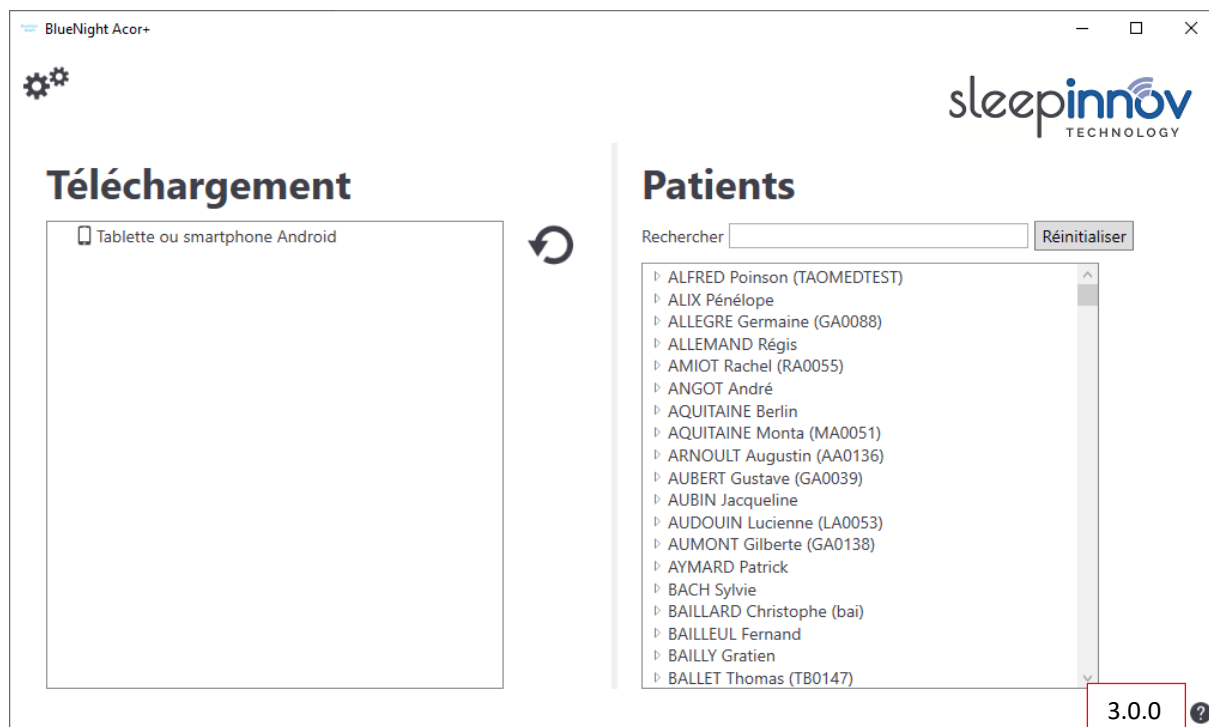 BlueNight Acor+
sleepinnov
TECHNOLOGY
Téléchargement
Tablette ou smartphone Android
Patients
Rechercher
Réinitialiser
ALFRED Poinson (TAOMEDTEST)
ALIX Pénélope
ALLEGRE Germaine (GA0088)
ALLEMAND Régis
AMIOT Rachel (RA0055)
ANGOT André
AQUITAINE Berlin
AQUITAINE Monta (MA0051)
ARNOULT Augustin (AA0136)
AUBERT Gustave (GA0039)
AUBIN Jacqueline
AUDOUIN Lucienne (LA0053)
AUMONT Gilberte (GA0138)
AYMARD Patrick
BACH Sylvie
BAILLARD Christophe (bai)
BAILLEUL Fernand
BAILLY Gratien
BALLET Thomas (TB0147)
3.0.0
?